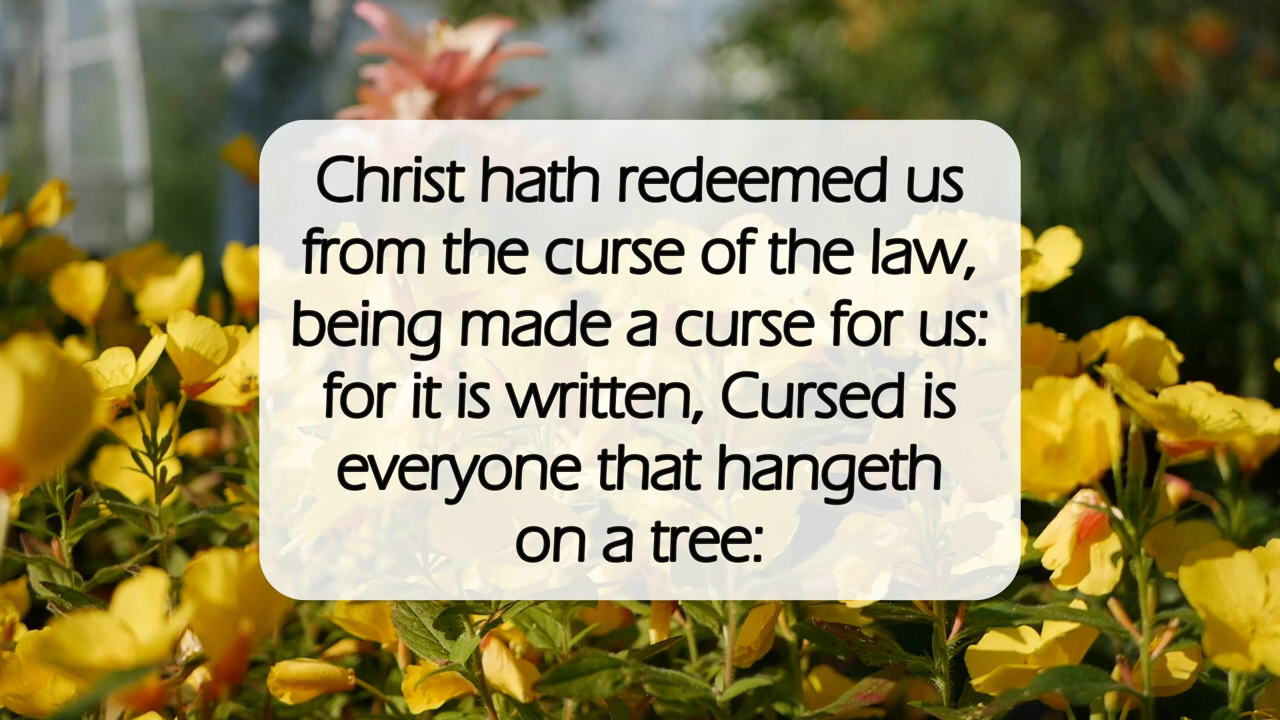 Christ hath redeemed us
from the curse of the law,
being made a curse for us:
for it is written, Cursed is
everyone that hangeth
on a tree: